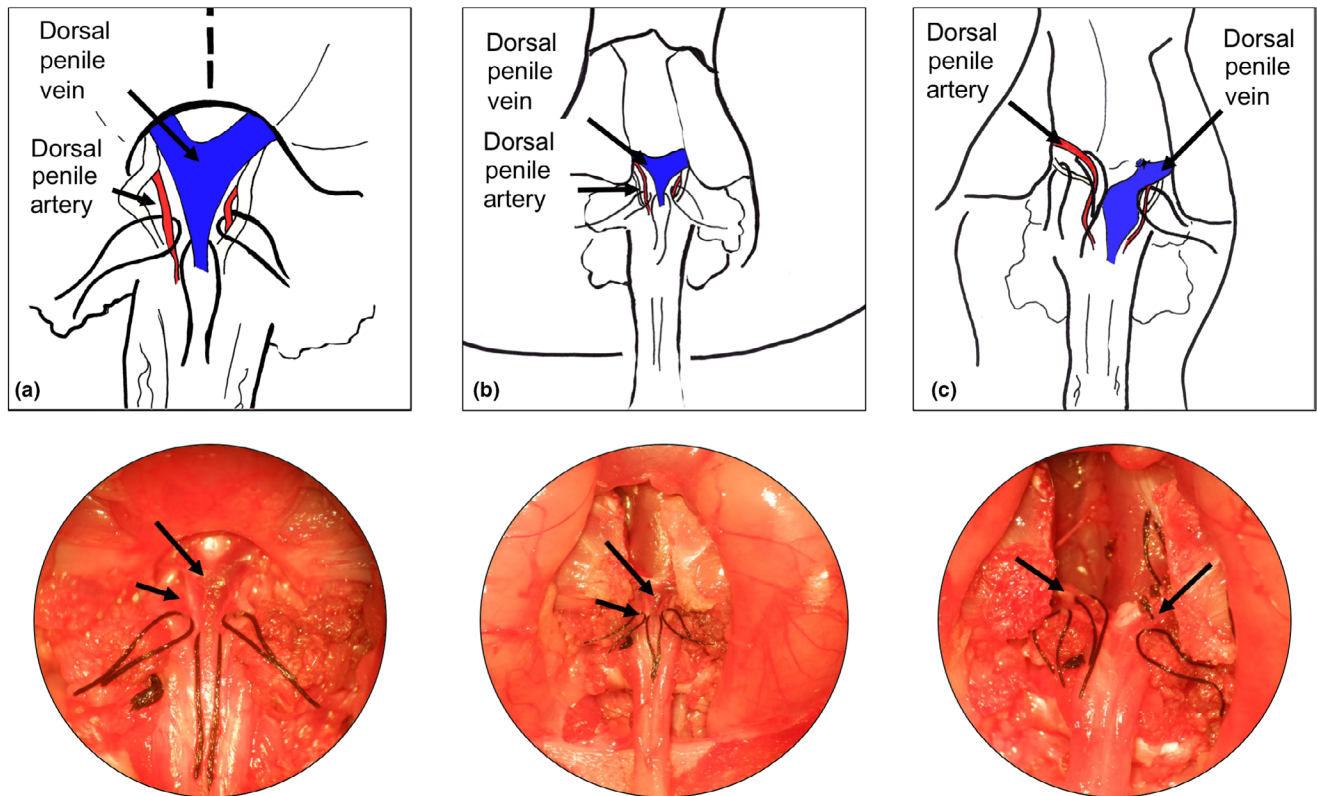 Dorsal
penile
vein
Dorsal
penile
artery
(a)
Dorsal
penile
vein
Dorsal
penile
artery
(b)
Dorsal
penile
artery
Dorsal
penile
vein
(c)